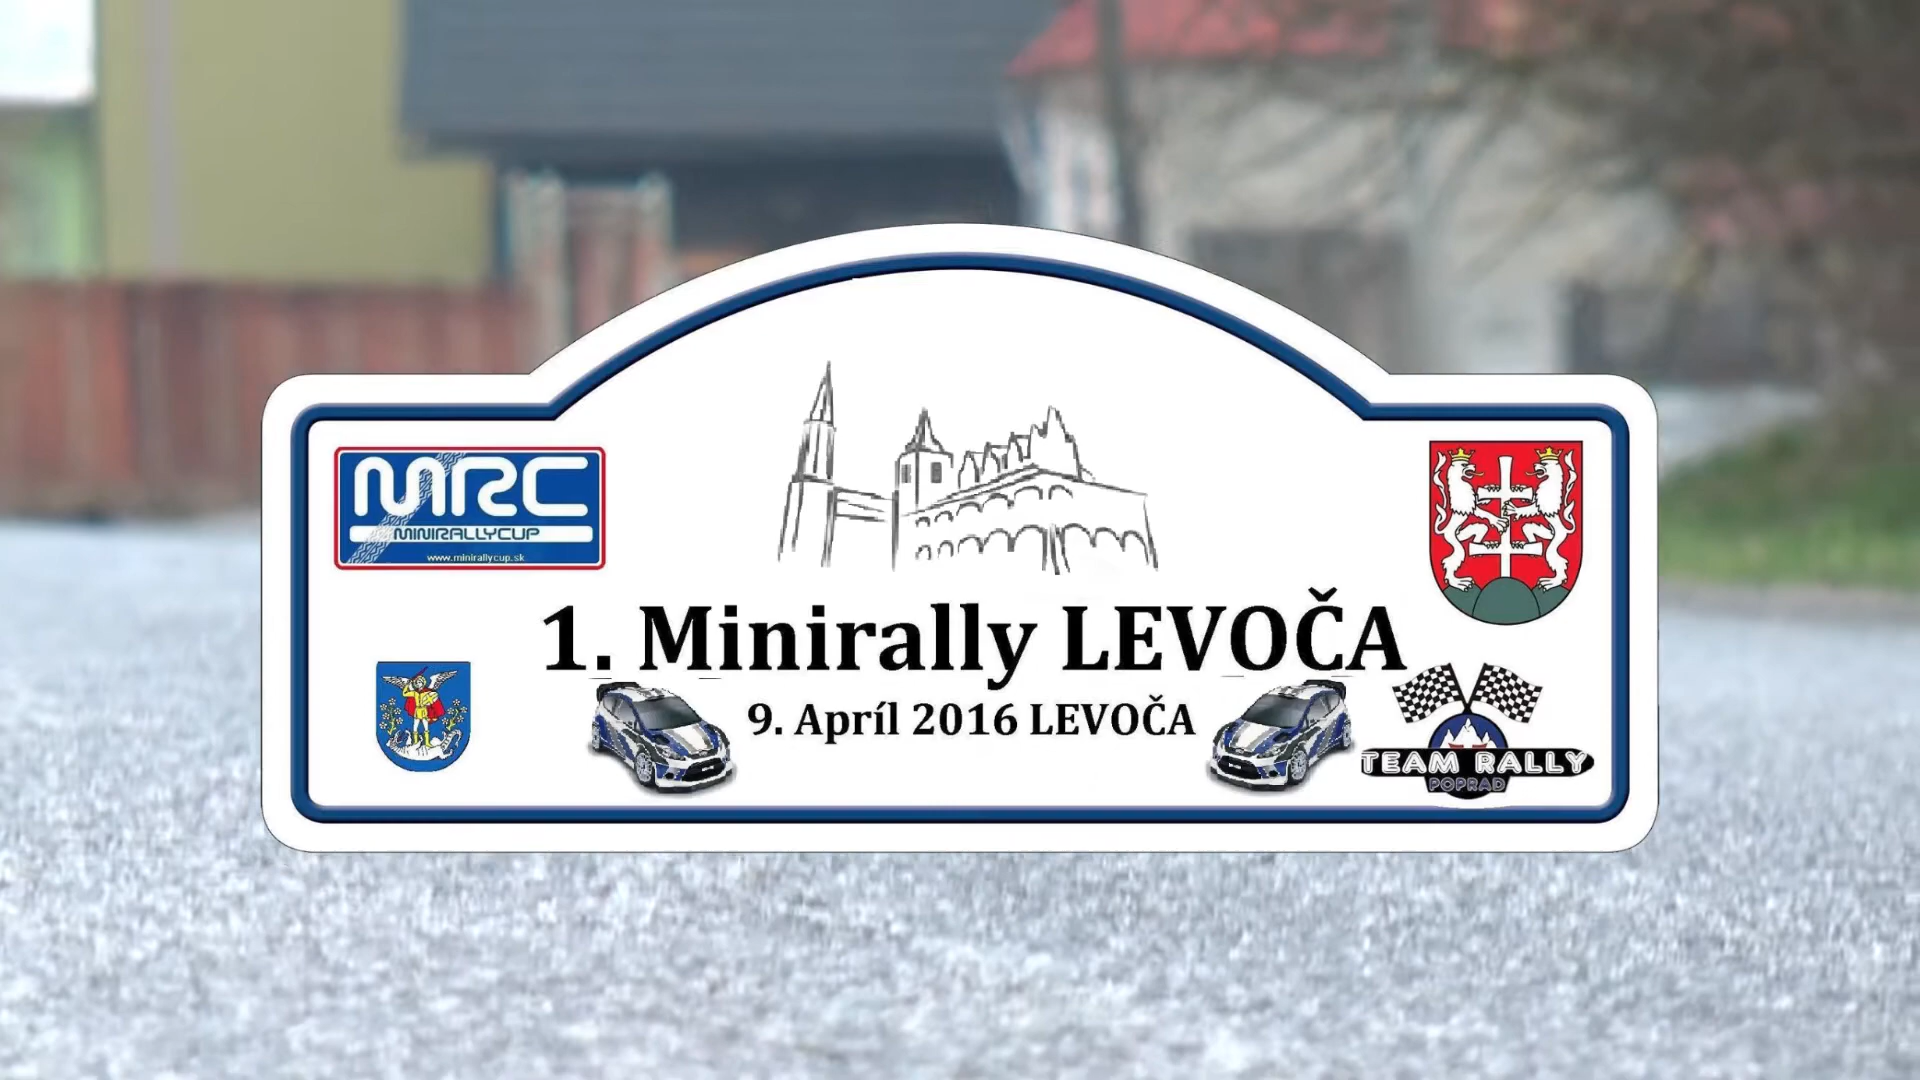 MRC
MINIRALLYCUP
www.minirallycup.sk
1. Minirally LEVOČA
9. Apríl 2016 LEVOČA
TEAM RALLY
POPRAD